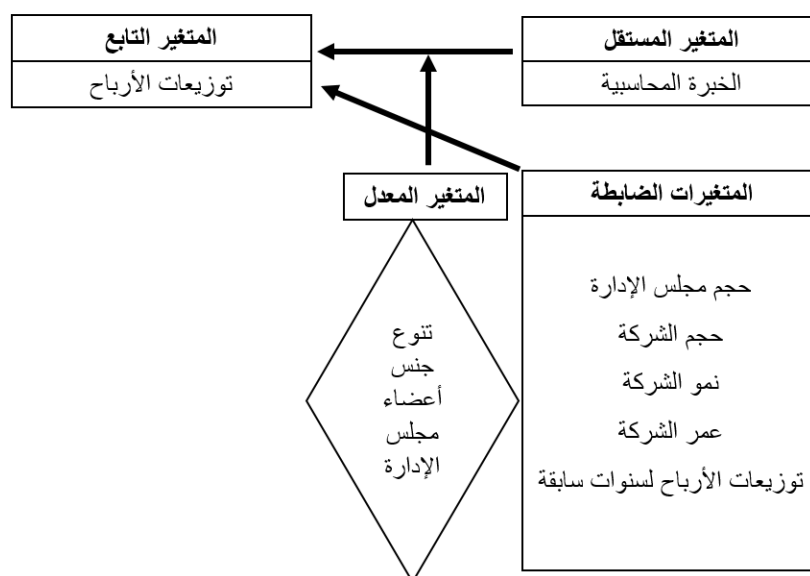 المتغير المستقل
الخبرة المحاسبية
المتغير التابع
توزيعات الأرباح
المتغيرات الضابطة
حجم مجلس الإدارة
حجم الشركة
نمو الشركة
عمر الشركة
توزيعات الأرباح لسنوات سابقة
المتغير المعدل
تنوع
جنس
أعضاء
مجلس
الإدارة